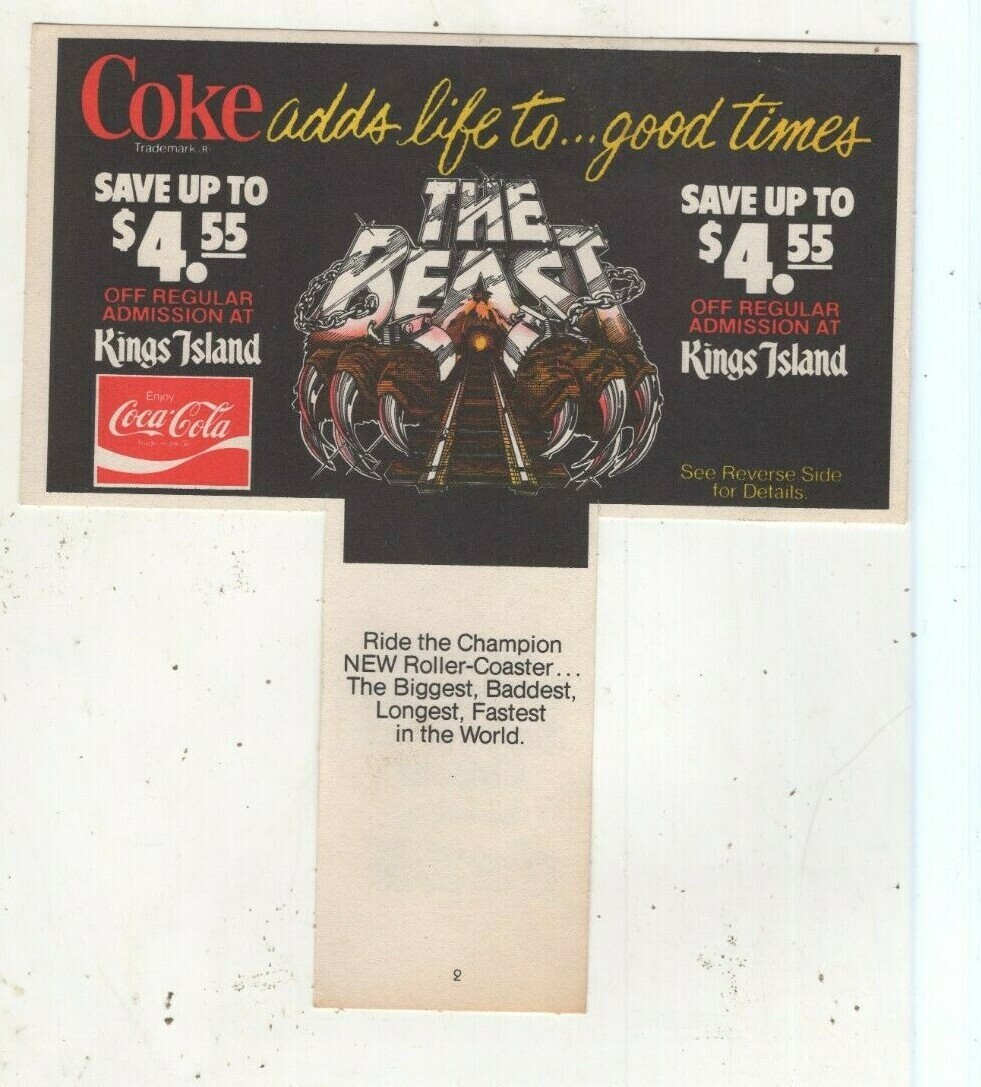 Coke adds life to...good times
Trademark ®
SAVE UP TO
$4.55
OFF REGULAR
ADMISSION AT
Kings Island
Enjoy
Coca-Cola
THE
BEAST
SAVE UP TO
$4.55
OFF REGULAR
ADMISSION AT
Kings Island
See Reverse Side
for Details.
Ride the Champion
NEW Roller-Coaster...
The Biggest, Baddest,
Longest, Fastest
in the World.
2